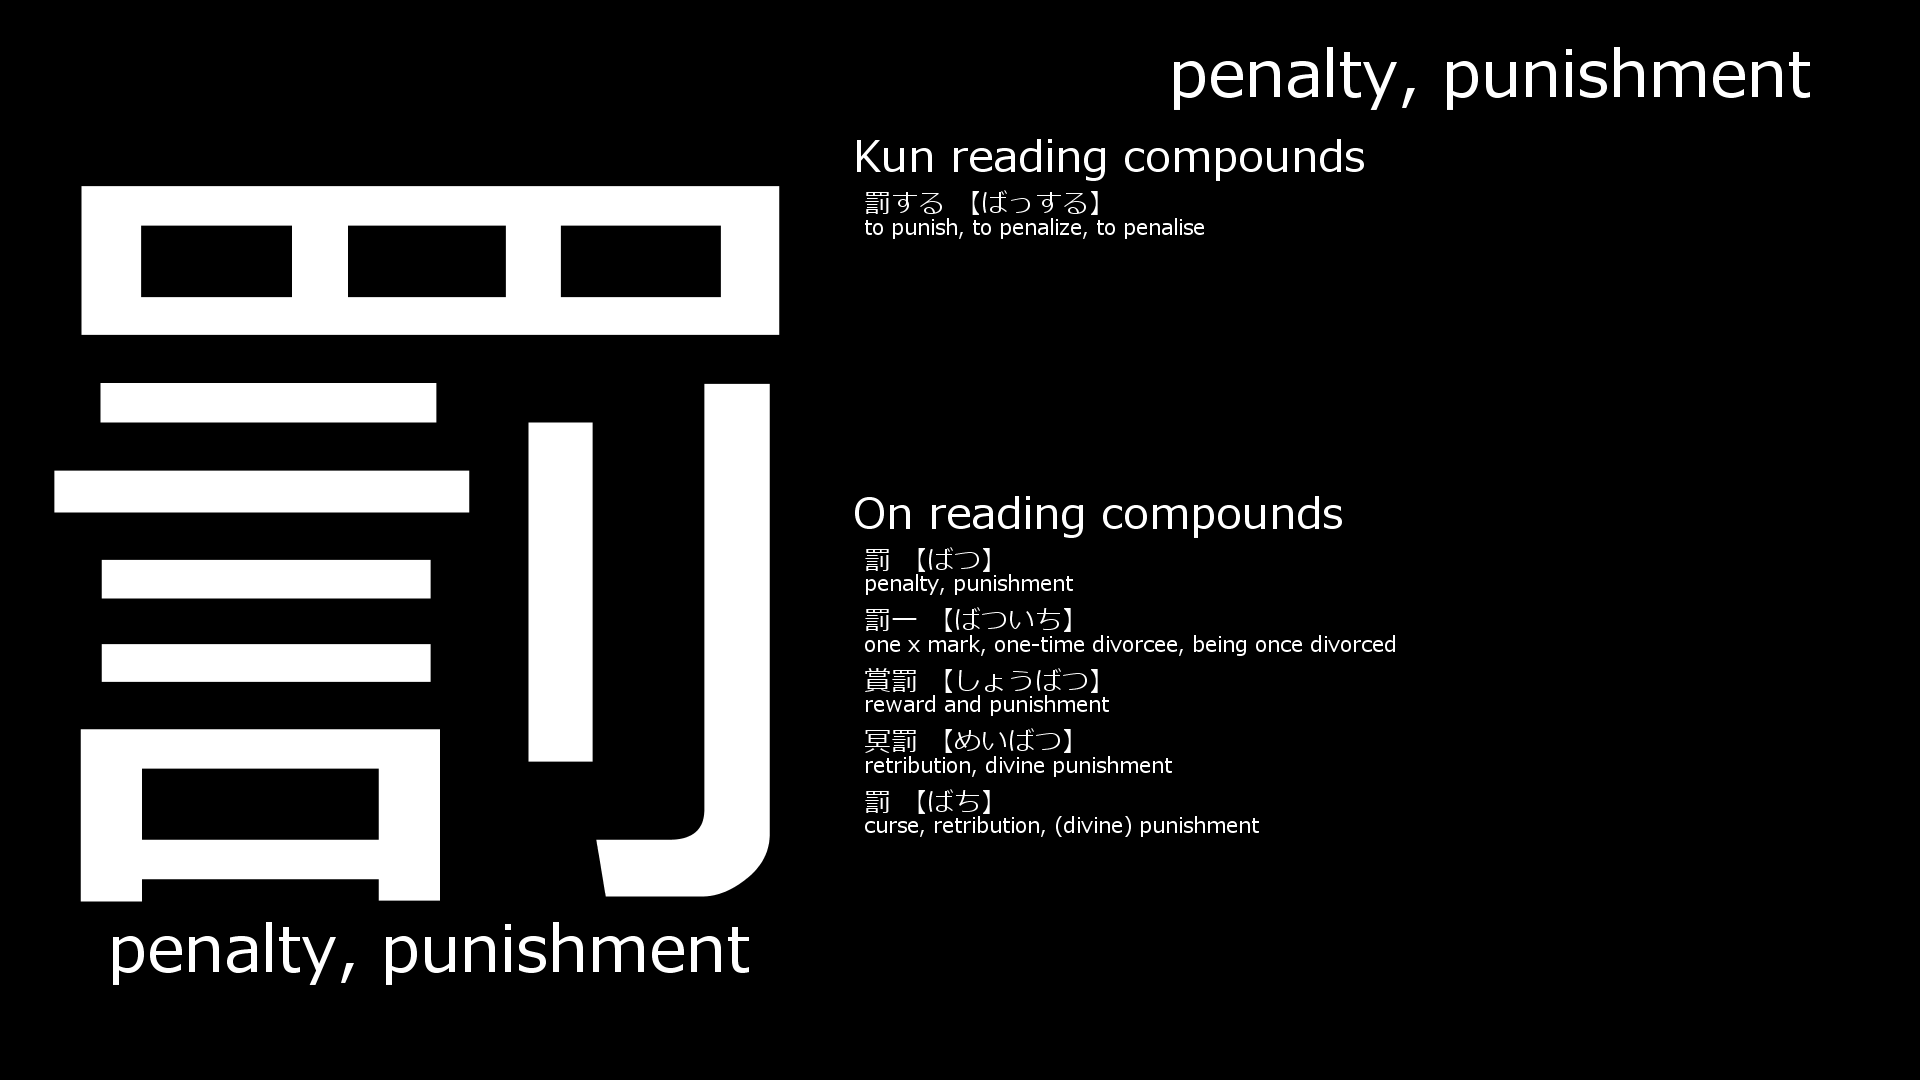 罰
penalty, punishment
penalty, punishment
Kun reading compounds
罰する 【ばっする】
to punish, to penalize, to penalise
On reading compounds
罰 【ばつ】
penalty, punishment
罰一 【ばついち】
one x mark, one-time divorcee, being once divorced
賞罰 【しょうばつ】
reward and punishment
冥罰 【めいばつ】
retribution, divine punishment
罰 【ばち】
curse, retribution, (divine) punishment